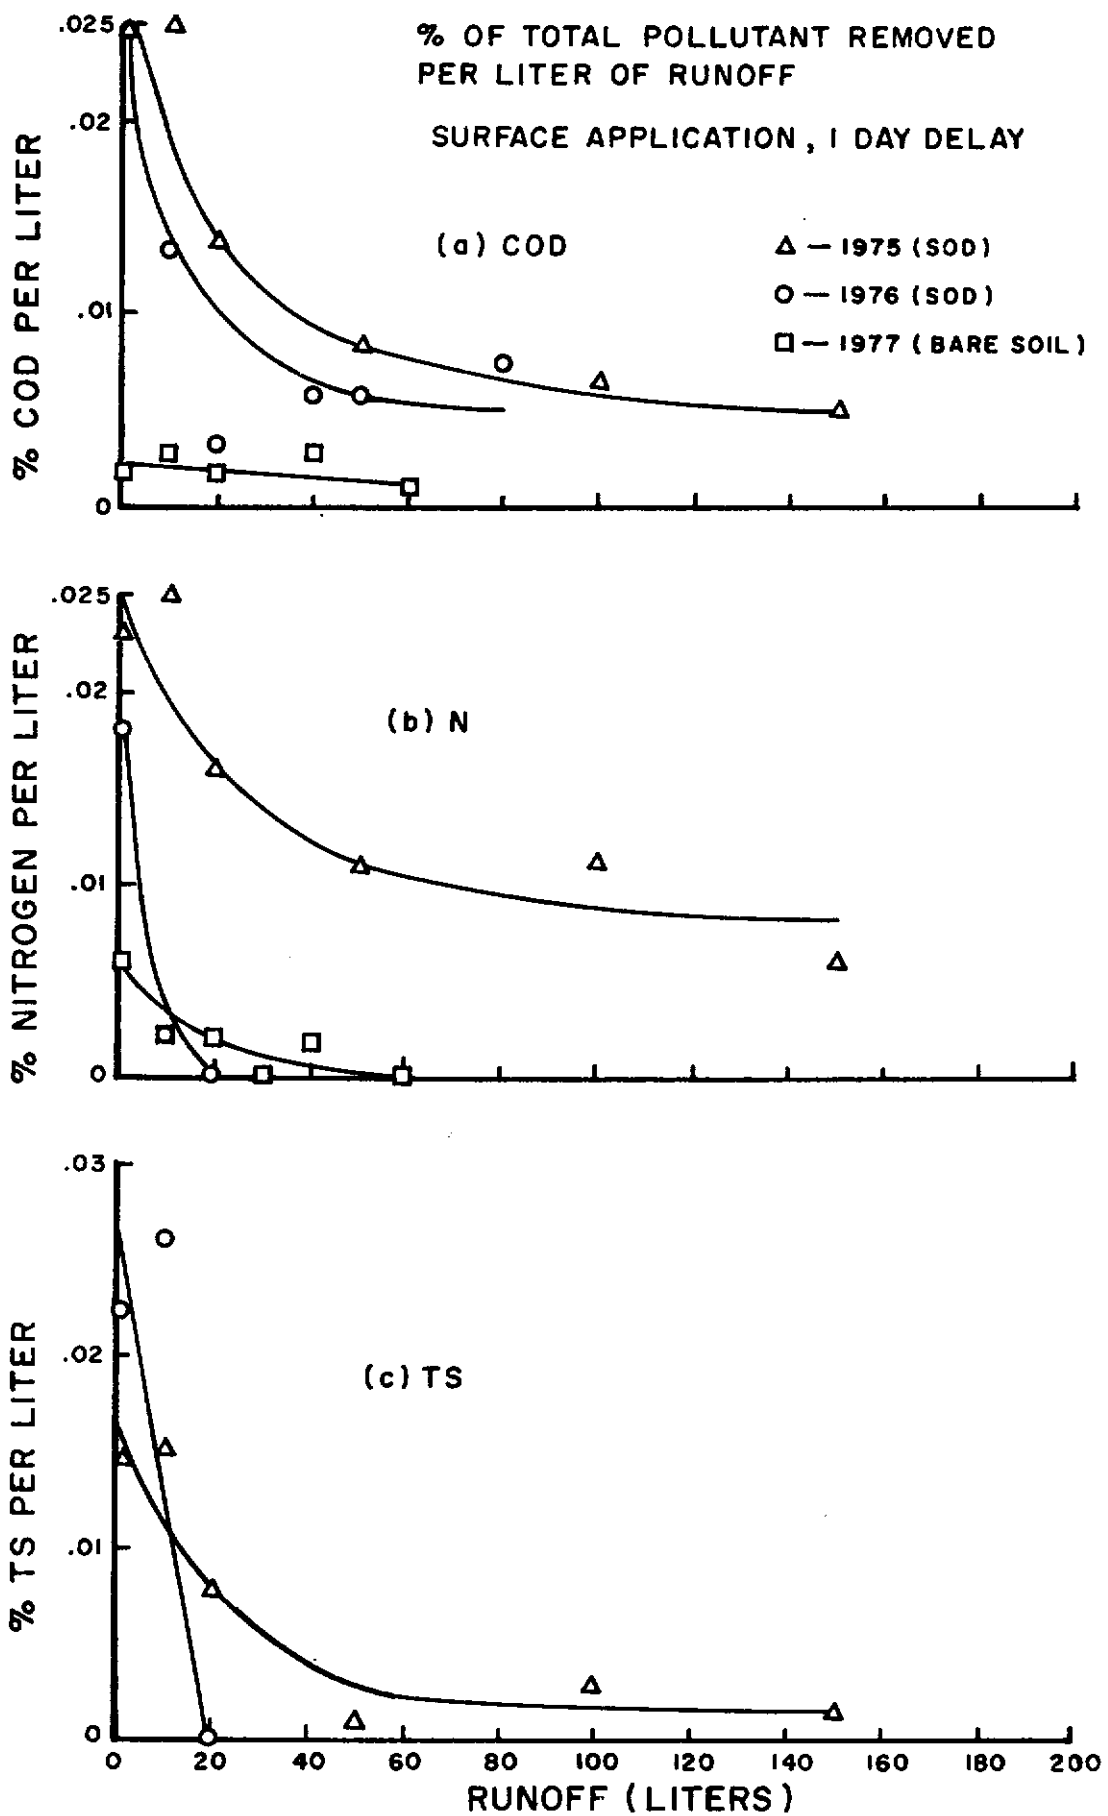 % OF TOTAL POLLUTANT REMOVED
PER LITER OF RUNOFF
SURFACE APPLICATION, 1 DAY DELAY
(a) COD
△ — 1975 (SOD)
○ — 1976 (SOD)
□ — 1977 (BARE SOIL)
% COD PER LITER
.025
.02
.01
0
(b) N
% NITROGEN PER LITER
.025
.02
.01
0
(c) TS
% TS PER LITER
.03
.02
.01
0
0 20 40 60 80 100 120 140 160 180 200
RUNOFF (LITERS)